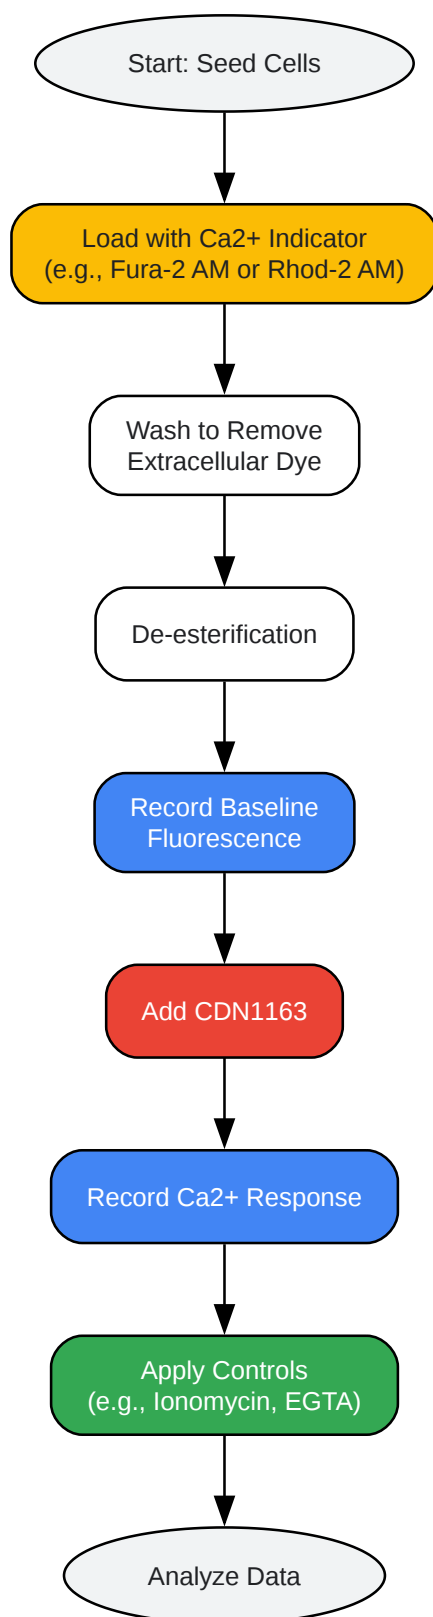 Start: Seed Cells
Load with Ca2+ Indicator
(e.g., Fura-2 AM or Rhod-2 AM)
Wash to Remove
Extracellular Dye
De-esterification
Record Baseline
Fluorescence
Add CDN1163
Record Ca2+ Response
Apply Controls
(e.g., Ionomycin, EGTA)
Analyze Data